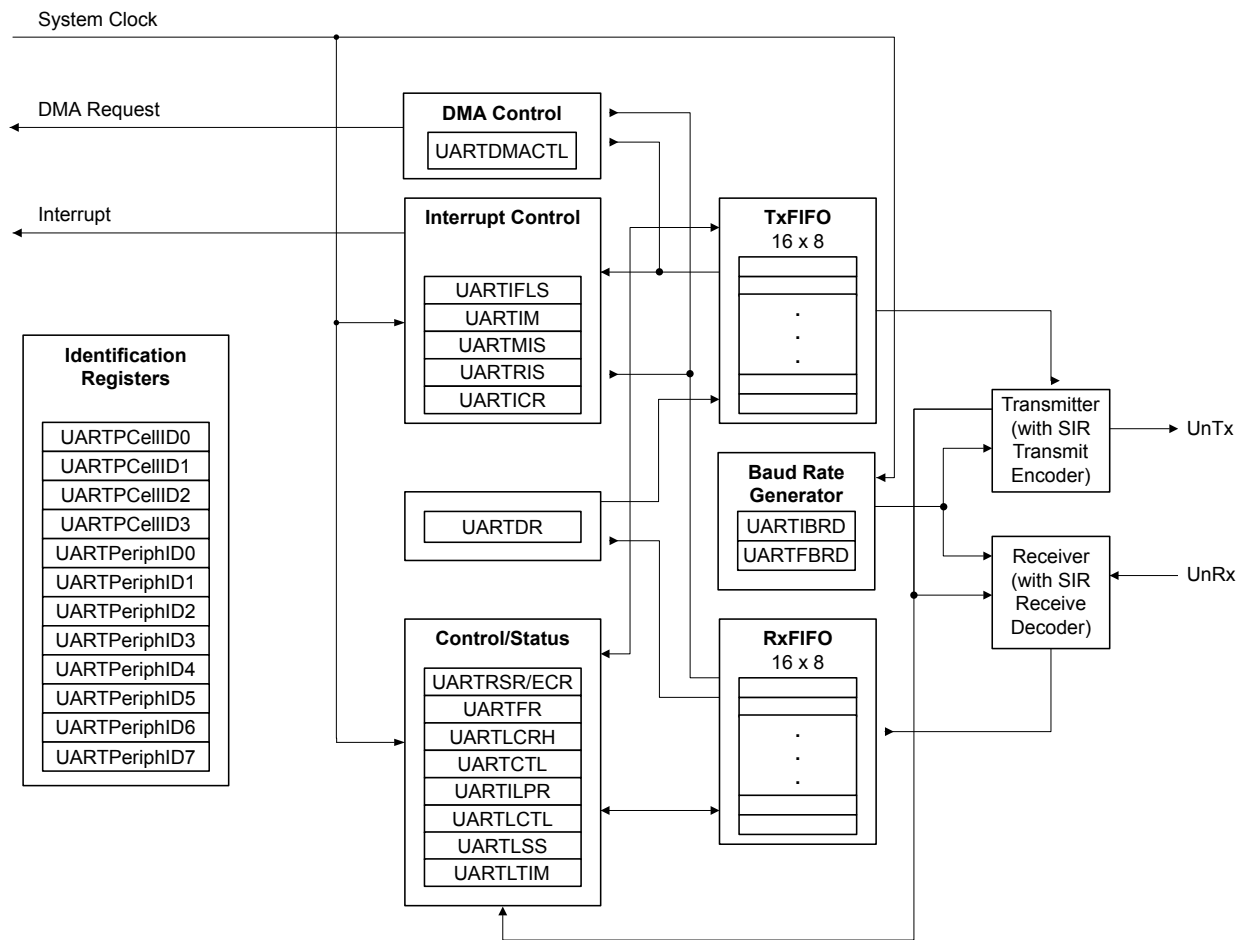 System Clock
DMA Request
DMA Control
UARTDMACTL
Interrupt
Interrupt Control
UARTIFLS
UARTIM
UARTMIS
UARTRIS
UARTICR
TxFIFO
16 x 8
.
.
.
Identification
Registers
UARTPCellID0
UARTPCellID1
UARTPCellID2
UARTPCellID3
UARTPeriphID0
UARTPeriphID1
UARTPeriphID2
UARTPeriphID3
UARTPeriphID4
UARTPeriphID5
UARTPeriphID6
UARTPeriphID7
Transmitter
(with SIR
Transmit
Encoder)
UnTx
UARTDR
Baud Rate
Generator
UARTIBRD
UARTFBRD
Receiver
(with SIR
Receive
Decoder)
UnRx
Control/Status
UARTRSR/ECR
UARTFR
UARTLCRH
UARTCTL
UARTILPR
UARTLCTL
UARTLSS
UARTLTIM
RxFIFO
16 x 8
.
.
.